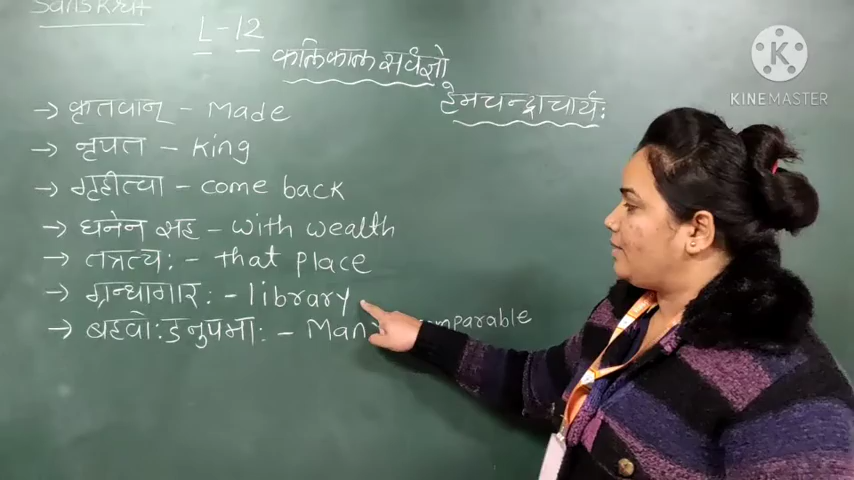 Sanskrit
L-12
कलिकाल सर्वज्ञो
हेमचन्द्राचार्य:
→ कृतवान् - Made
→ नृपत - King
→ गृहीत्वा - come back
→ धनेन सह - with wealth
→ तत्रत्य: - that place
→ ग्रन्थागार: - library
→ बहवो:ऽनुपमा: - Man mparable
K
KINEMASTER